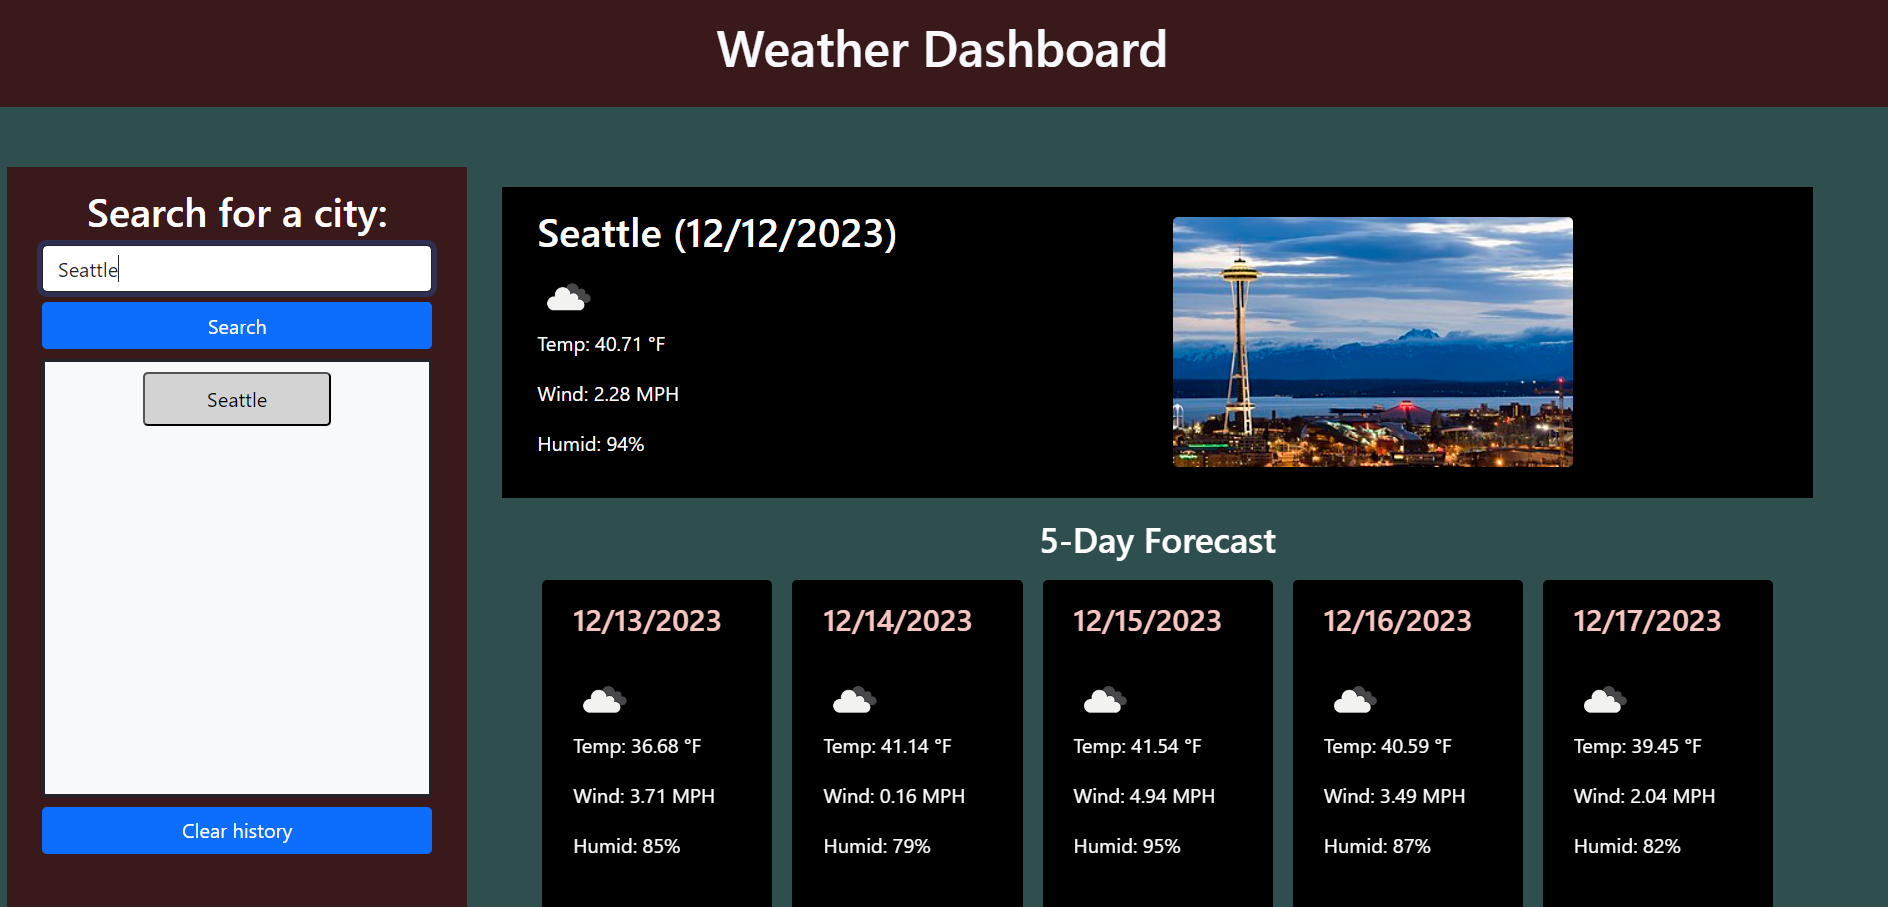 Weather Dashboard
Search for a city:
Seattle
Search
Seattle
Clear history
Seattle (12/12/2023)
Temp: 40.71 °F
Wind: 2.28 MPH
Humid: 94%
5-Day Forecast
12/13/2023
Temp: 36.68 °F
Wind: 3.71 MPH
Humid: 85%
12/14/2023
Temp: 41.14 °F
Wind: 0.16 MPH
Humid: 79%
12/15/2023
Temp: 41.54 °F
Wind: 4.94 MPH
Humid: 95%
12/16/2023
Temp: 40.59 °F
Wind: 3.49 MPH
Humid: 87%
12/17/2023
Temp: 39.45 °F
Wind: 2.04 MPH
Humid: 82%